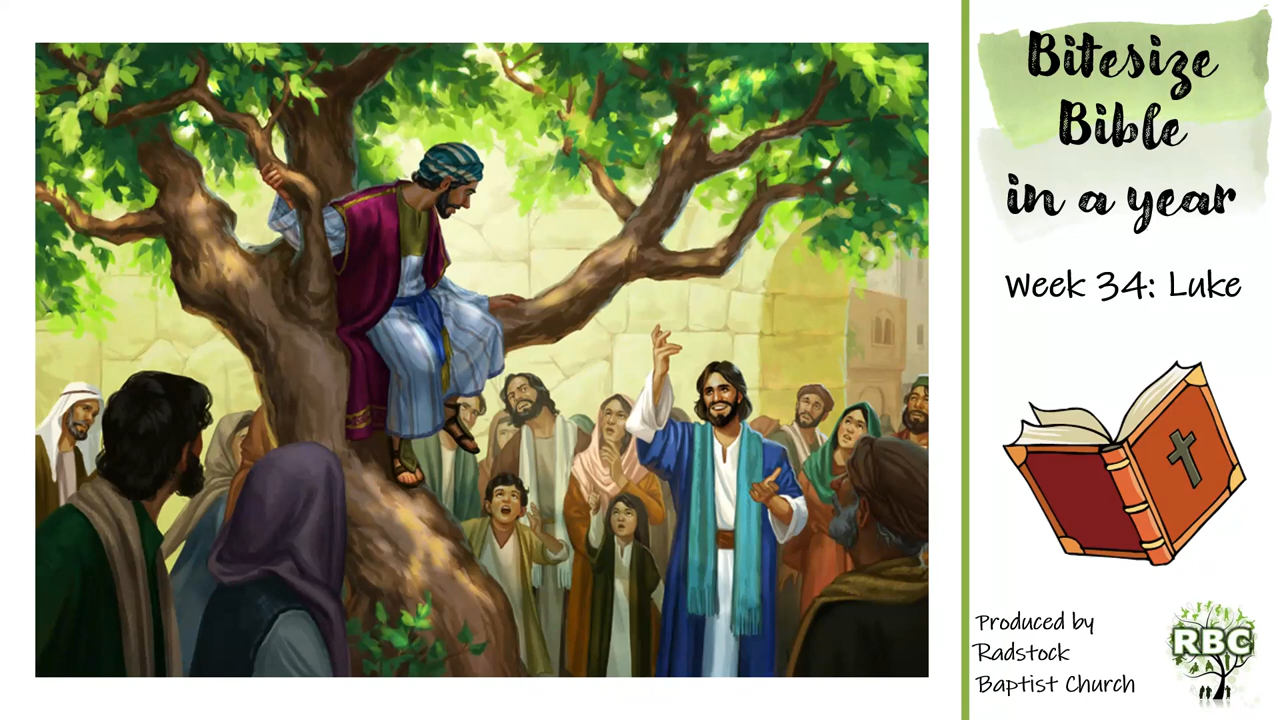 Bitesize
Bible
in a year
Week 34: Luke
Produced by
Radstock
Baptist Church
RBC